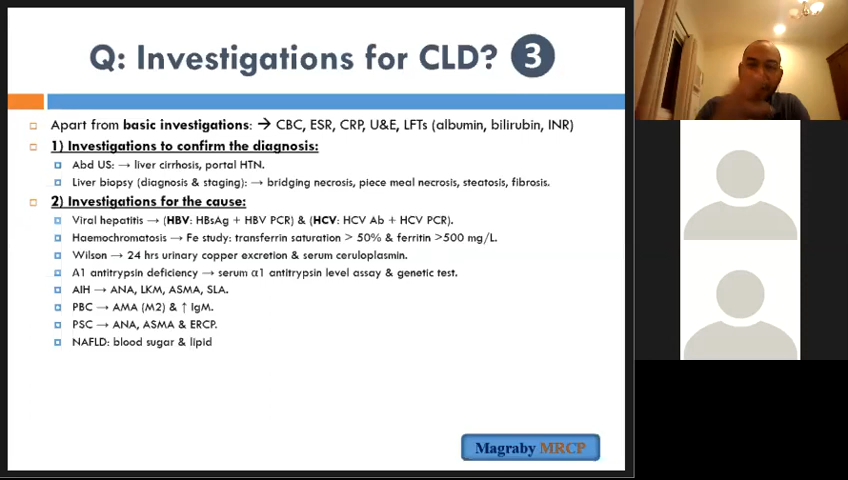 Q: Investigations for CLD? 3
Apart from basic investigations: → CBC, ESR, CRP, U&E, LFTs (albumin, bilirubin, INR)
1) Investigations to confirm the diagnosis:
Abd US: → liver cirrhosis, portal HTN.
Liver biopsy (diagnosis & staging): → bridging necrosis, piece meal necrosis, steatosis, fibrosis.
2) Investigations for the cause:
Viral hepatitis → (HBV: HBsAg + HBV PCR) & (HCV: HCV Ab + HCV PCR).
Haemochromatosis → Fe study: transferrin saturation > 50% & ferritin >500 mg/L.
Wilson → 24 hrs urinary copper excretion & serum ceruloplasmin.
A1 antitrypsin deficiency → serum α1 antitrypsin level assay & genetic test.
AIH → ANA, LKM, ASMA, SLA.
PBC → AMA (M2) & ↑ IgM.
PSC → ANA, ASMA & ERCP.
NAFLD: blood sugar & lipid
Magraby MRCP